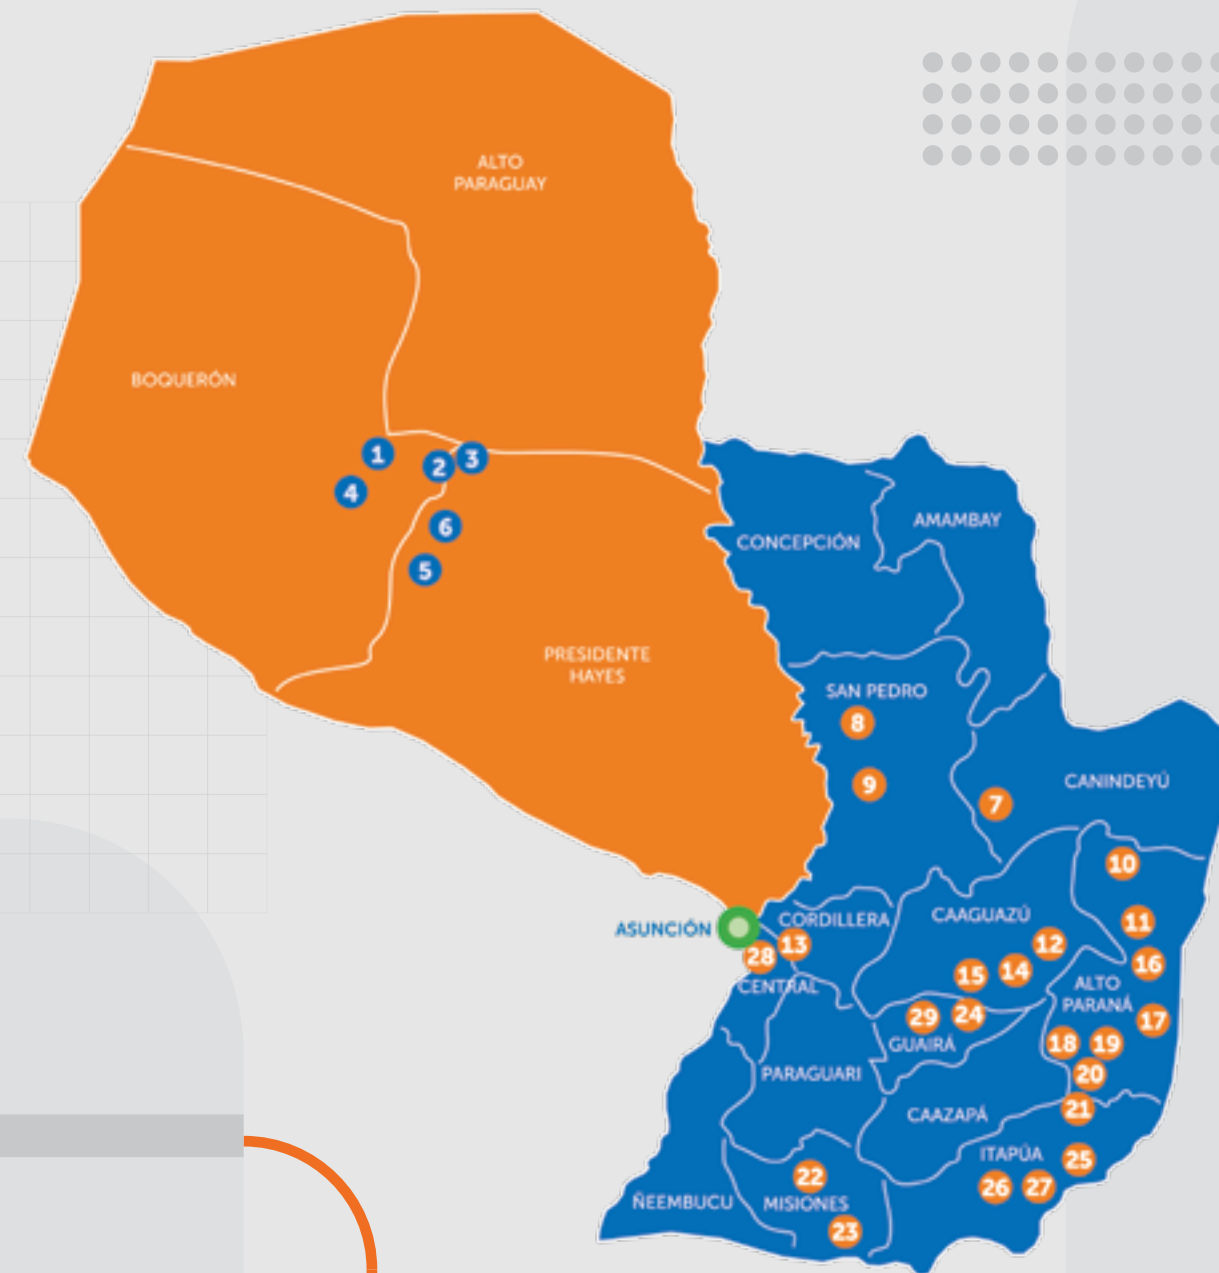 ALTO
PARAGUAY
BOQUERÓN
1
2
3
4
6
5
CONCEPCIÓN
AMAMBAY
PRESIDENTE
HAYES
SAN PEDRO
8
9
7
CANINDEYÚ
10
ASUNCIÓN
CORDILLERA
CAAGUAZÚ
11
28
13
12
16
CENTRAL
15
14
ALTO
PARANÁ
29
24
17
GUAIRÁ
18
19
PARAGUARI
20
CAAZAPÁ
21
ITAPÚA
25
22
26
27
ÑEEMBUCU
MISIONES
23